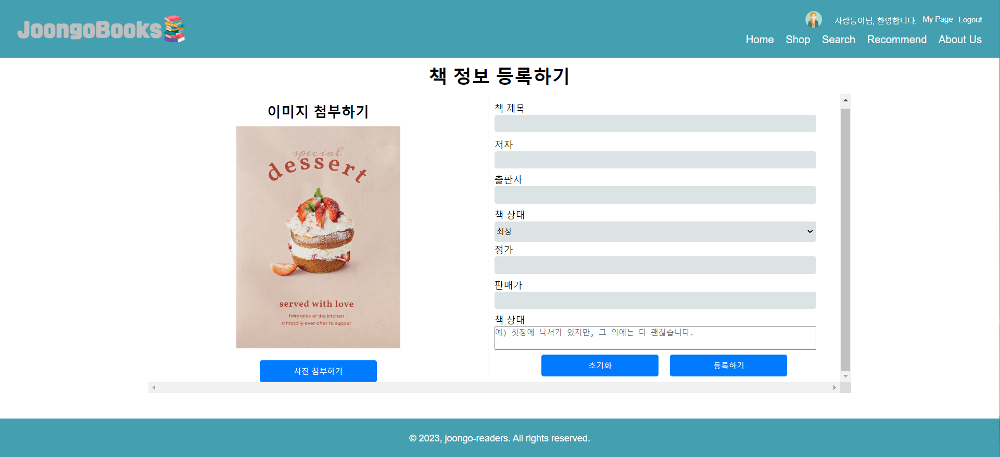 JoongoBooks
사랑둥이님, 환영합니다. My Page Logout
Home Shop Search Recommend About Us
책 정보 등록하기
이미지 첨부하기
special
dessert
served with love
fairytales of the kitchen
a happily ever after to supper
사진 첨부하기
책 제목
저자
출판사
책 상태
최상
정가
판매가
책 상태
예) 첫장에 낙서가 있지만, 그 외에는 다 괜찮습니다.
초기화 등록하기
© 2023, joongo-readers. All rights reserved.